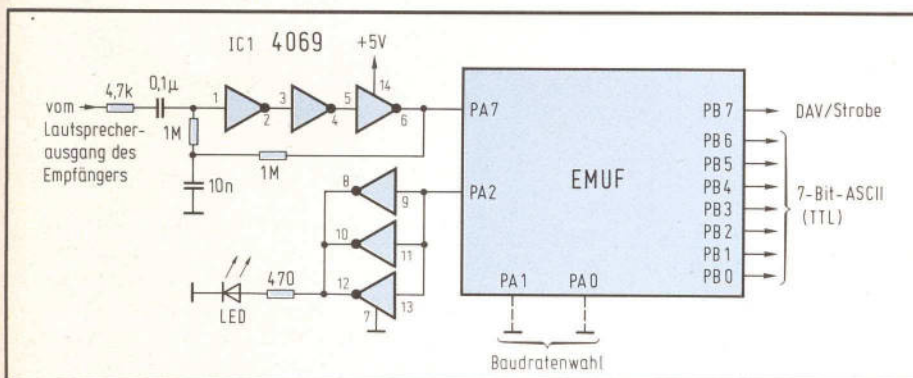 IC1 4069
+5V
4,7k
0,1µ
vom
Lautsprecher-
ausgang des
Empfängers
1M
1M
10n
1
2
3
4
5
14
6
PA7
EMUF
PB7
DAV/Strobe
PB6
PB5
PB4
PB3
PB2
PB1
PB0
7-Bit-ASCII
(TTL)
8
9
PA2
10
11
12
13
7
470
LED
PA1
PA0
Baudratenwahl